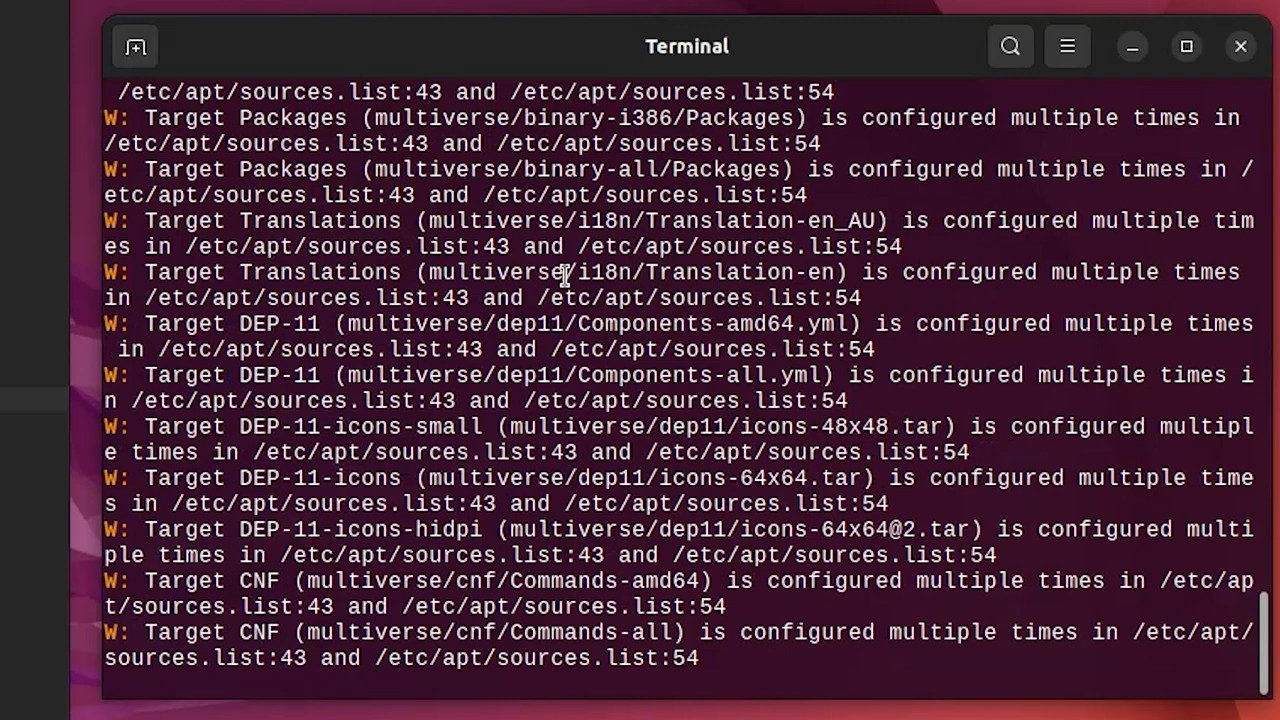 Terminal
/etc/apt/sources.list:43 and /etc/apt/sources.list:54
W: Target Packages (multiverse/binary-i386/Packages) is configured multiple times in
/etc/apt/sources.list:43 and /etc/apt/sources.list:54
W: Target Packages (multiverse/binary-all/Packages) is configured multiple times in /
etc/apt/sources.list:43 and /etc/apt/sources.list:54
W: Target Translations (multiverse/i18n/Translation-en_AU) is configured multiple tim
es in /etc/apt/sources.list:43 and /etc/apt/sources.list:54
W: Target Translations (multiverse/i18n/Translation-en) is configured multiple times
in /etc/apt/sources.list:43 and /etc/apt/sources.list:54
W: Target DEP-11 (multiverse/dep11/Components-amd64.yml) is configured multiple times
 in /etc/apt/sources.list:43 and /etc/apt/sources.list:54
W: Target DEP-11 (multiverse/dep11/Components-all.yml) is configured multiple times i
n /etc/apt/sources.list:43 and /etc/apt/sources.list:54
W: Target DEP-11-icons-small (multiverse/dep11/icons-48x48.tar) is configured multipl
e times in /etc/apt/sources.list:43 and /etc/apt/sources.list:54
W: Target DEP-11-icons (multiverse/dep11/icons-64x64.tar) is configured multiple time
s in /etc/apt/sources.list:43 and /etc/apt/sources.list:54
W: Target DEP-11-icons-hidpi (multiverse/dep11/icons-64x64@2.tar) is configured multi
ple times in /etc/apt/sources.list:43 and /etc/apt/sources.list:54
W: Target CNF (multiverse/cnf/Commands-amd64) is configured multiple times in /etc/ap
t/sources.list:43 and /etc/apt/sources.list:54
W: Target CNF (multiverse/cnf/Commands-all) is configured multiple times in /etc/apt/
sources.list:43 and /etc/apt/sources.list:54